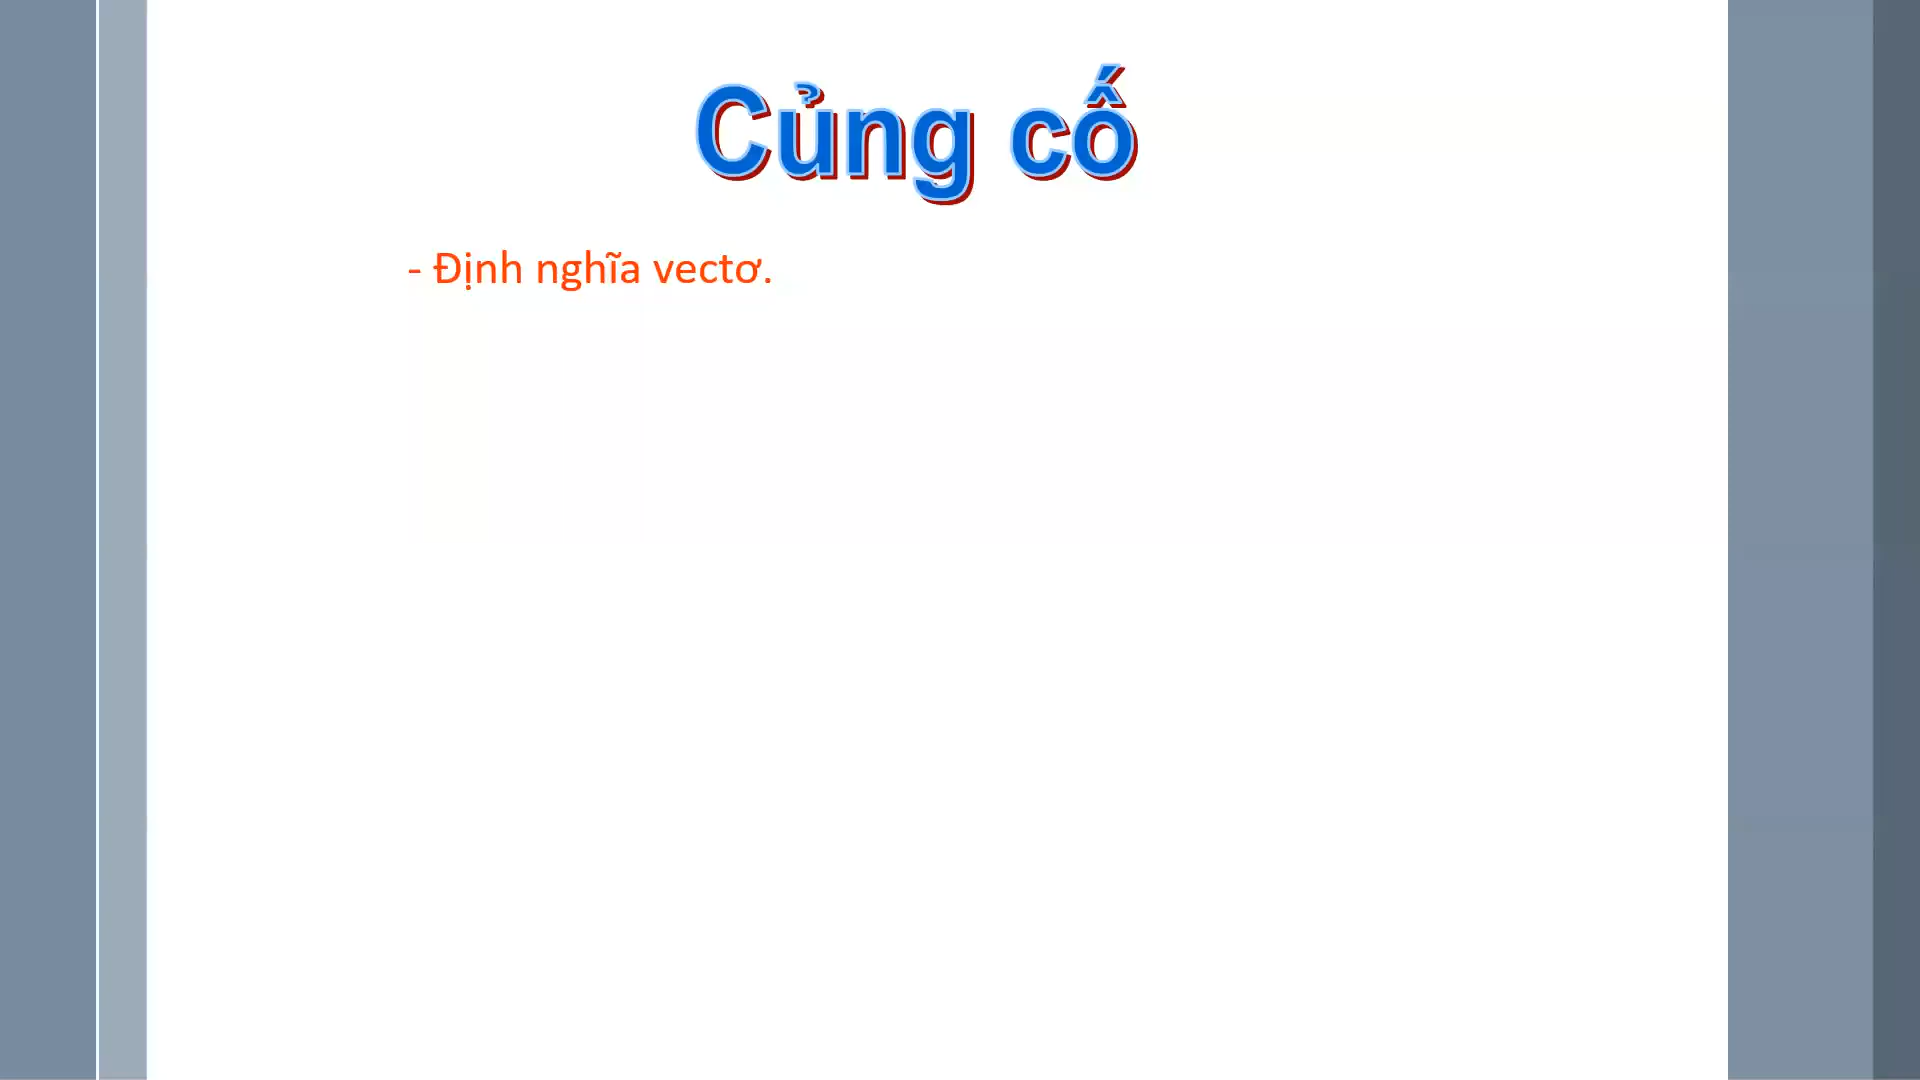 Củng cố
- Định nghĩa vectơ.